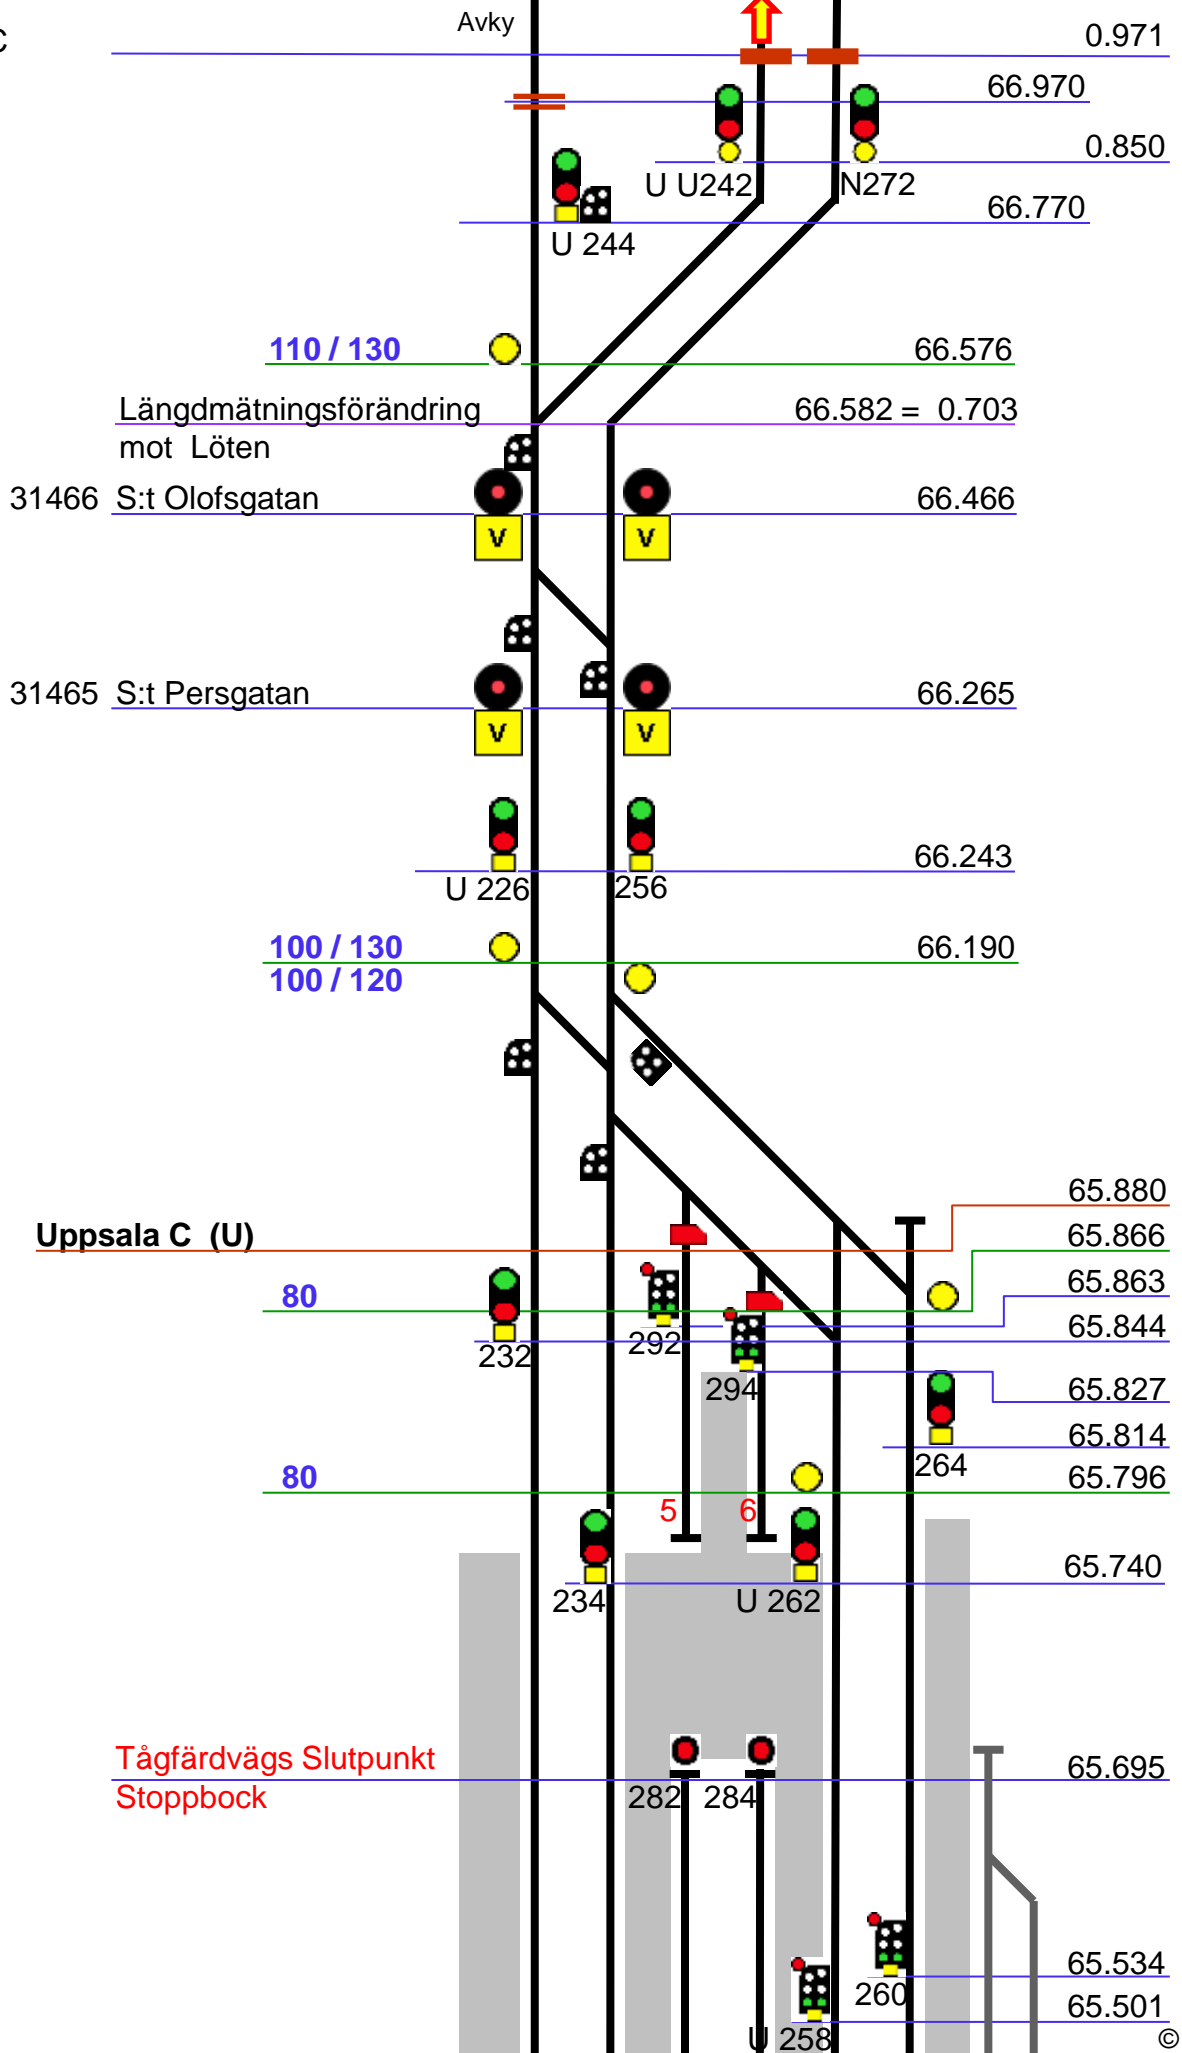 C
Avky
0.971
66.970
0.850
U U242
N272
66.770
U 244
110 / 130
66.576
Längdmätningsförändring
66.582 = 0.703
mot Löten
31466 S:t Olofsgatan
66.466
V
V
31465 S:t Persgatan
66.265
V
V
66.243
U 226
256
100 / 130
66.190
100 / 120
65.880
Uppsala C (U)
65.866
65.863
80
65.844
232
292
294
65.827
65.814
264
80
65.796
5
6
65.740
234
U 262
Tågfärdvägs Slutpunkt
65.695
Stoppbock
282
284
65.534
260
65.501
U 258
©